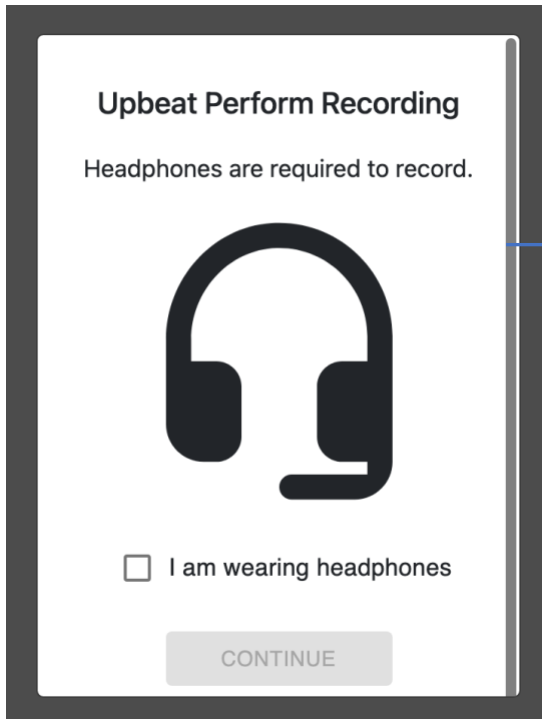 Upbeat Perform Recording
Headphones are required to record.
I am wearing headphones
CONTINUE